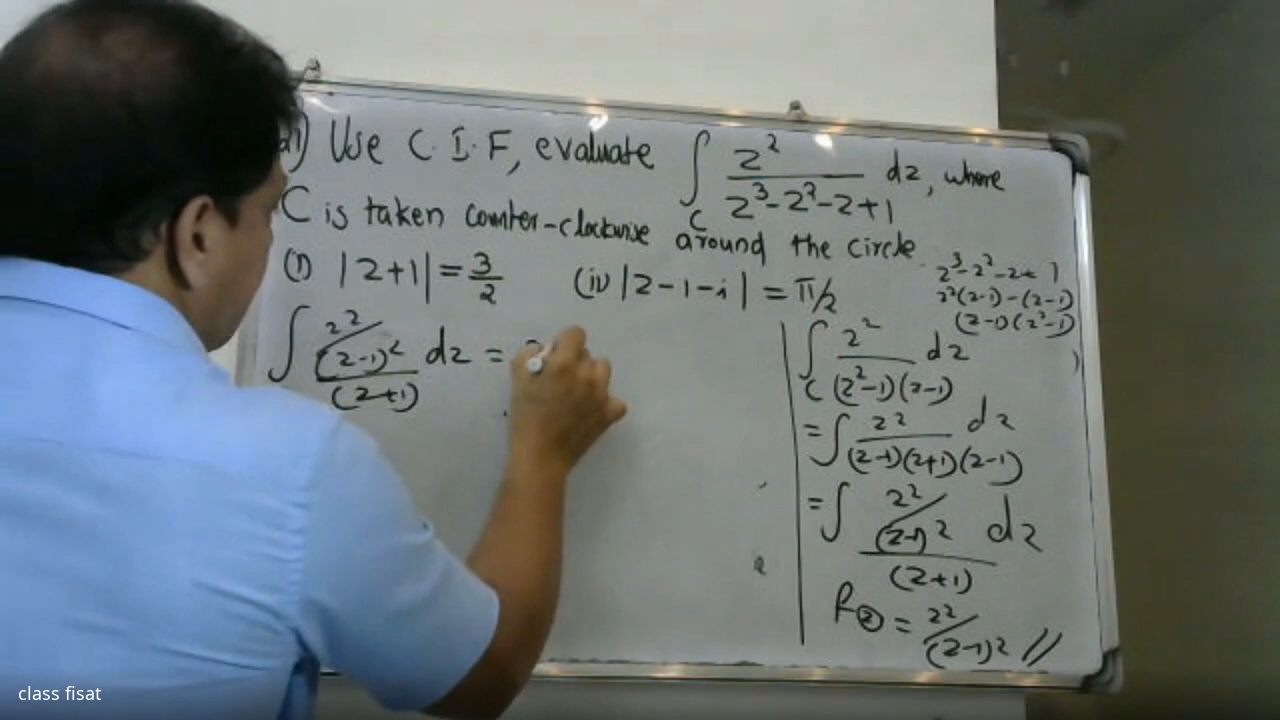 Use C.I.F, evaluate ∫_C z²/(z³-z²-z+1) dz, where
C is taken counter-clockwise around the circle
(i) |z+1| = 3/2 (iv) |z-1-i| = π/2
z³-z²-z+1
z²(z-1)-(z-1)
(z-1)(z²-1)
∫ (z²/(z-1)²)/(z+1) dz =
∫_C z²/((z²-1)(z-1)) dz
= ∫ z²/((z-1)(z+1)(z-1)) dz
= ∫ (z²/(z-1)²)/(z+1) dz
f(z) = z²/(z-1)² //
class fisat